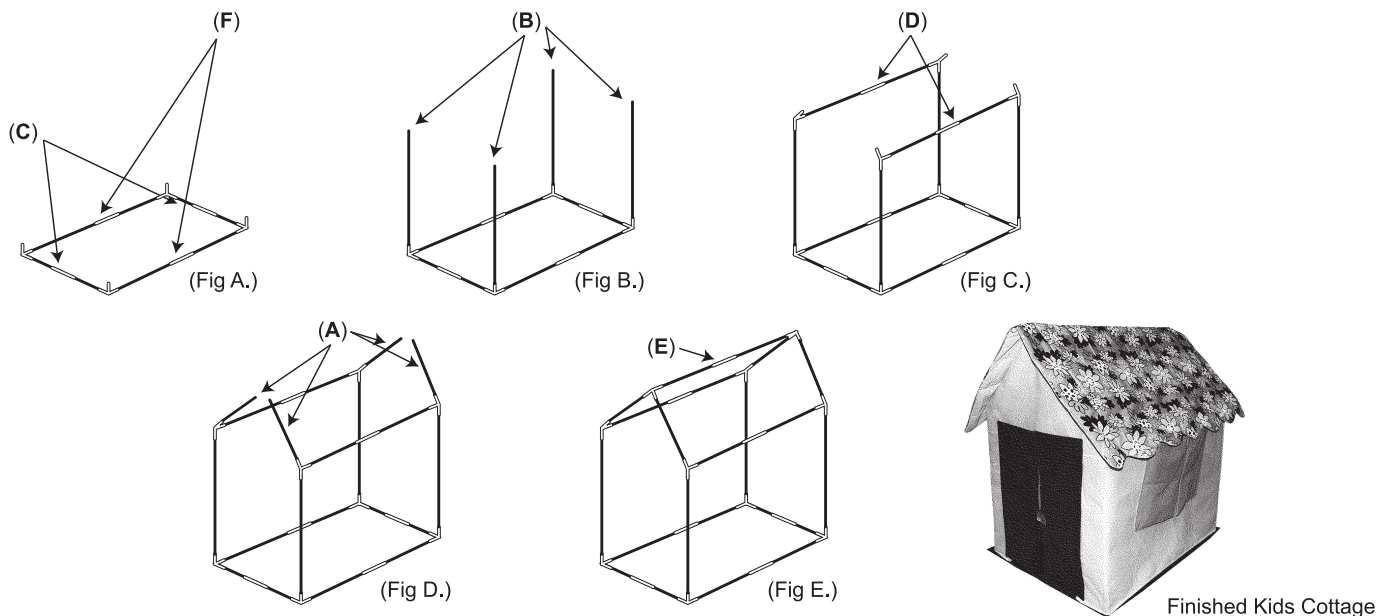 (F)
(C)
(Fig A.)
(B)
(Fig B.)
(D)
(Fig C.)
(A)
(Fig D.)
(E)
(Fig E.)
Finished Kids Cottage